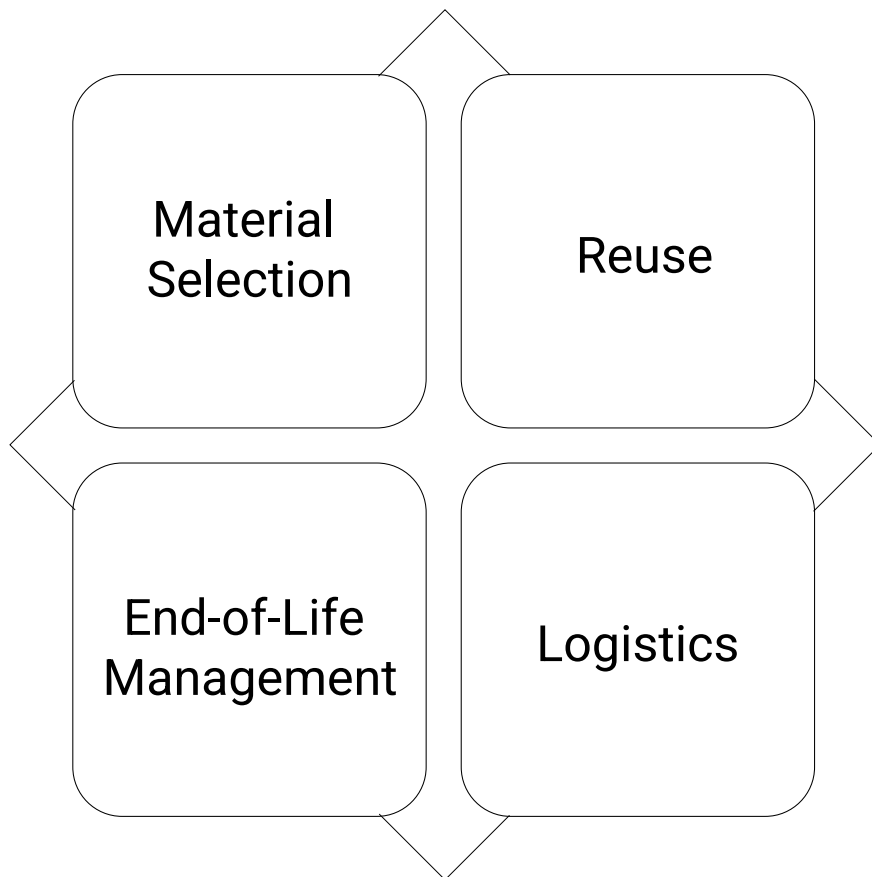 Material
Selection
Reuse
End-of-Life
Management
Logistics